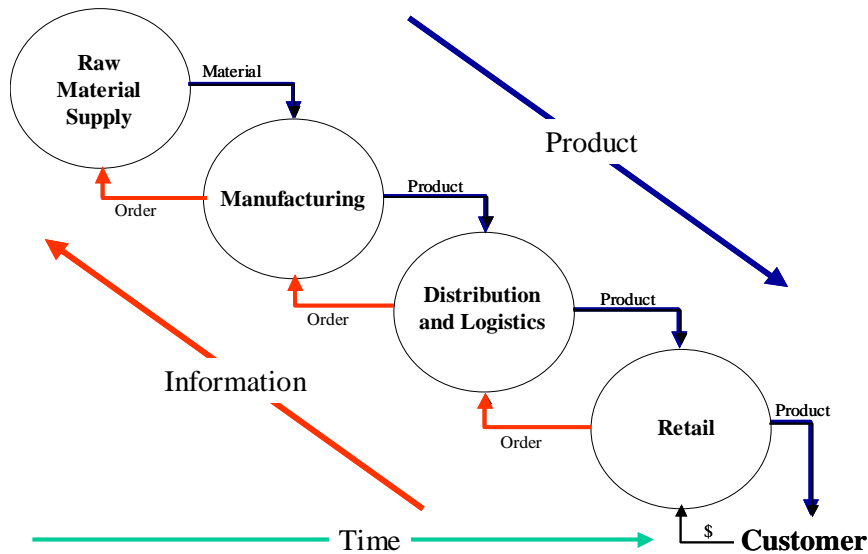 Raw
Material
Supply
Material
Product
Manufacturing
Product
Order
Distribution
and Logistics
Product
Order
Information
Retail
Product
Order
Time
$
Customer